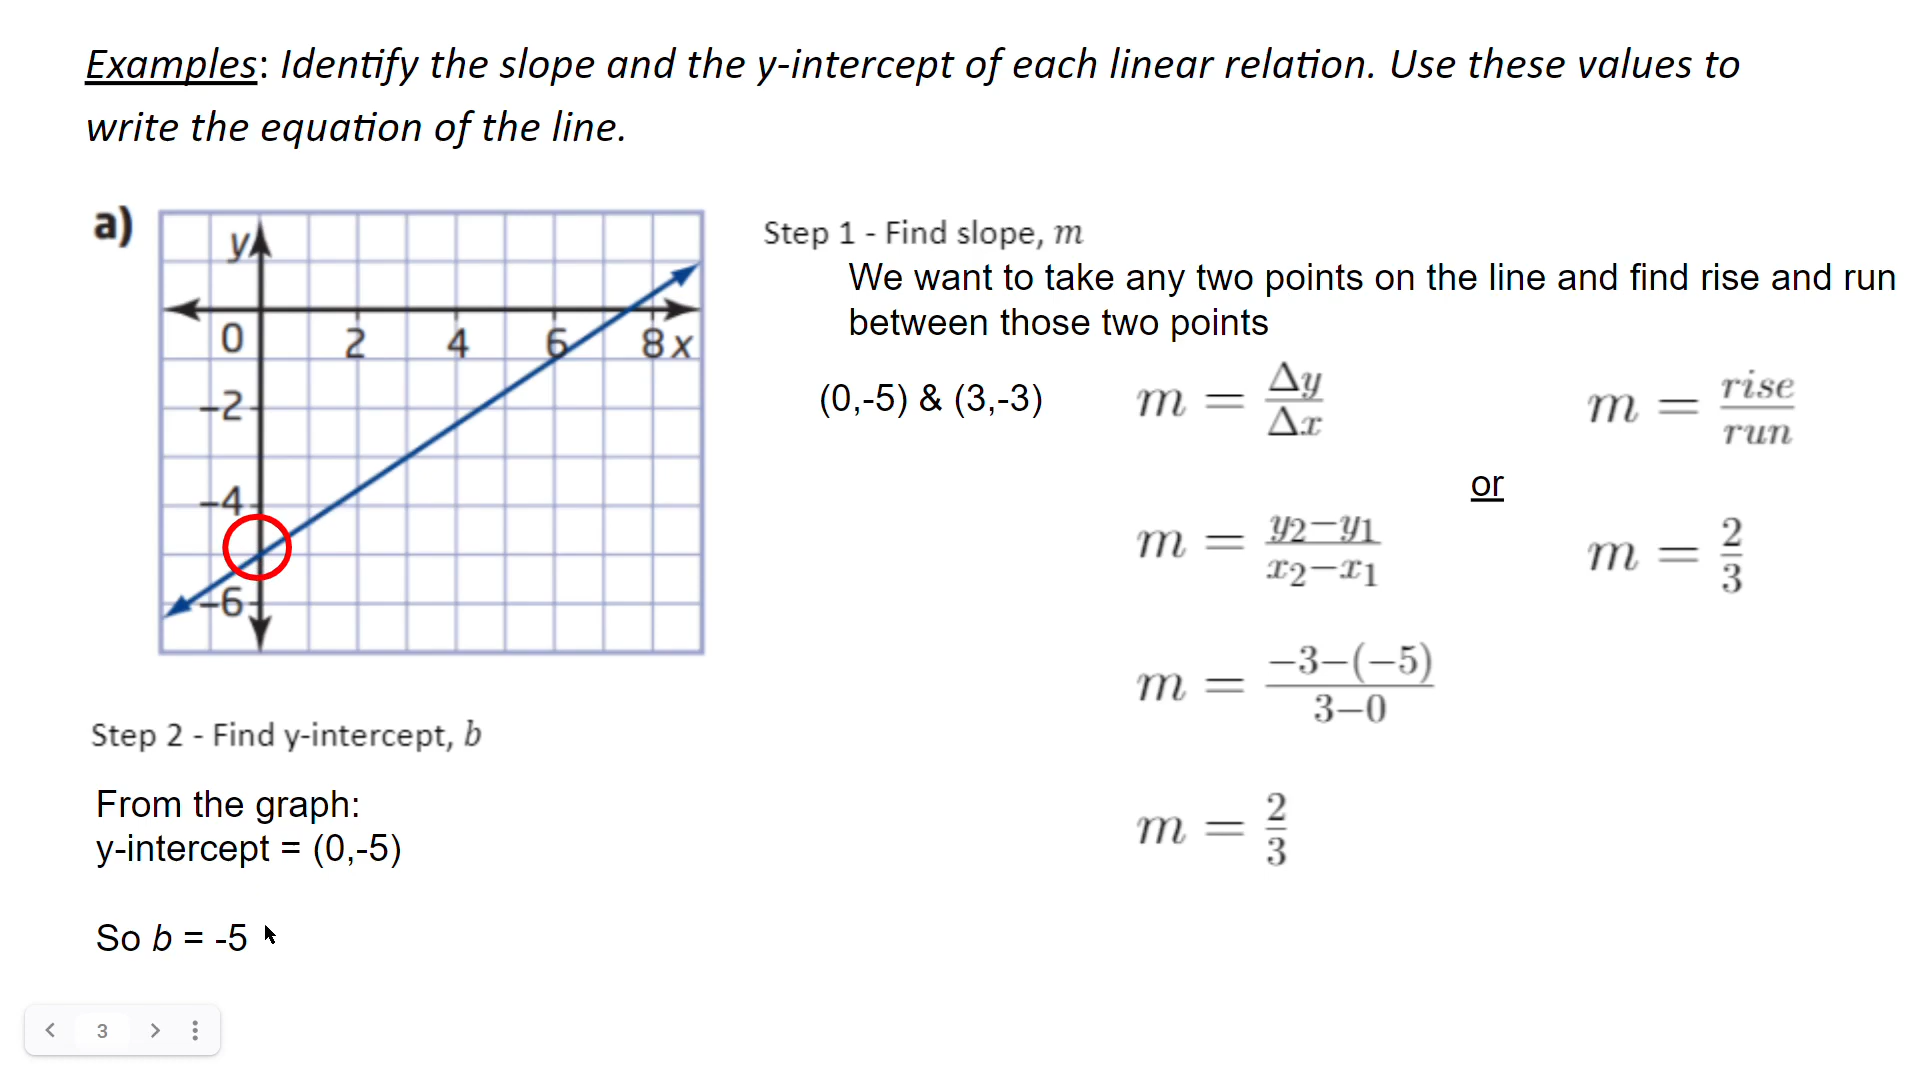 Examples: Identify the slope and the y-intercept of each linear relation. Use these values to
write the equation of the line.
a)
y
0 2 4 6 8 x
-2
-4
-6
Step 1 - Find slope, m
We want to take any two points on the line and find rise and run
between those two points
(0,-5) & (3,-3)
m = Δy/Δx
m = y₂−y₁/x₂−x₁
m = −3−(−5)/3−0
m = 2/3
or
m = rise/run
m = 2/3
Step 2 - Find y-intercept, b
From the graph:
y-intercept = (0,-5)
So b = -5
3